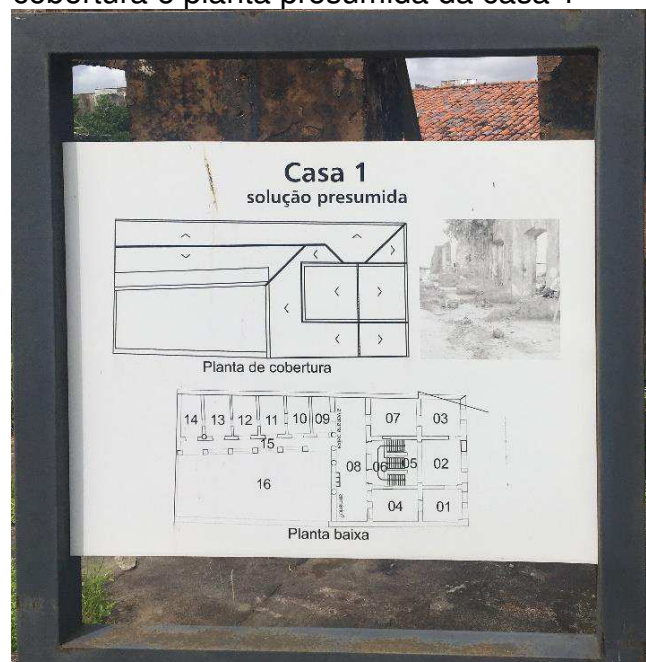 cobertura e planta presumida da casa 1
Casa 1
solução presumida
Planta de cobertura
14 13 12 11 10 09
07 03
15
08 06 05 02
16
04 01
Planta baixa